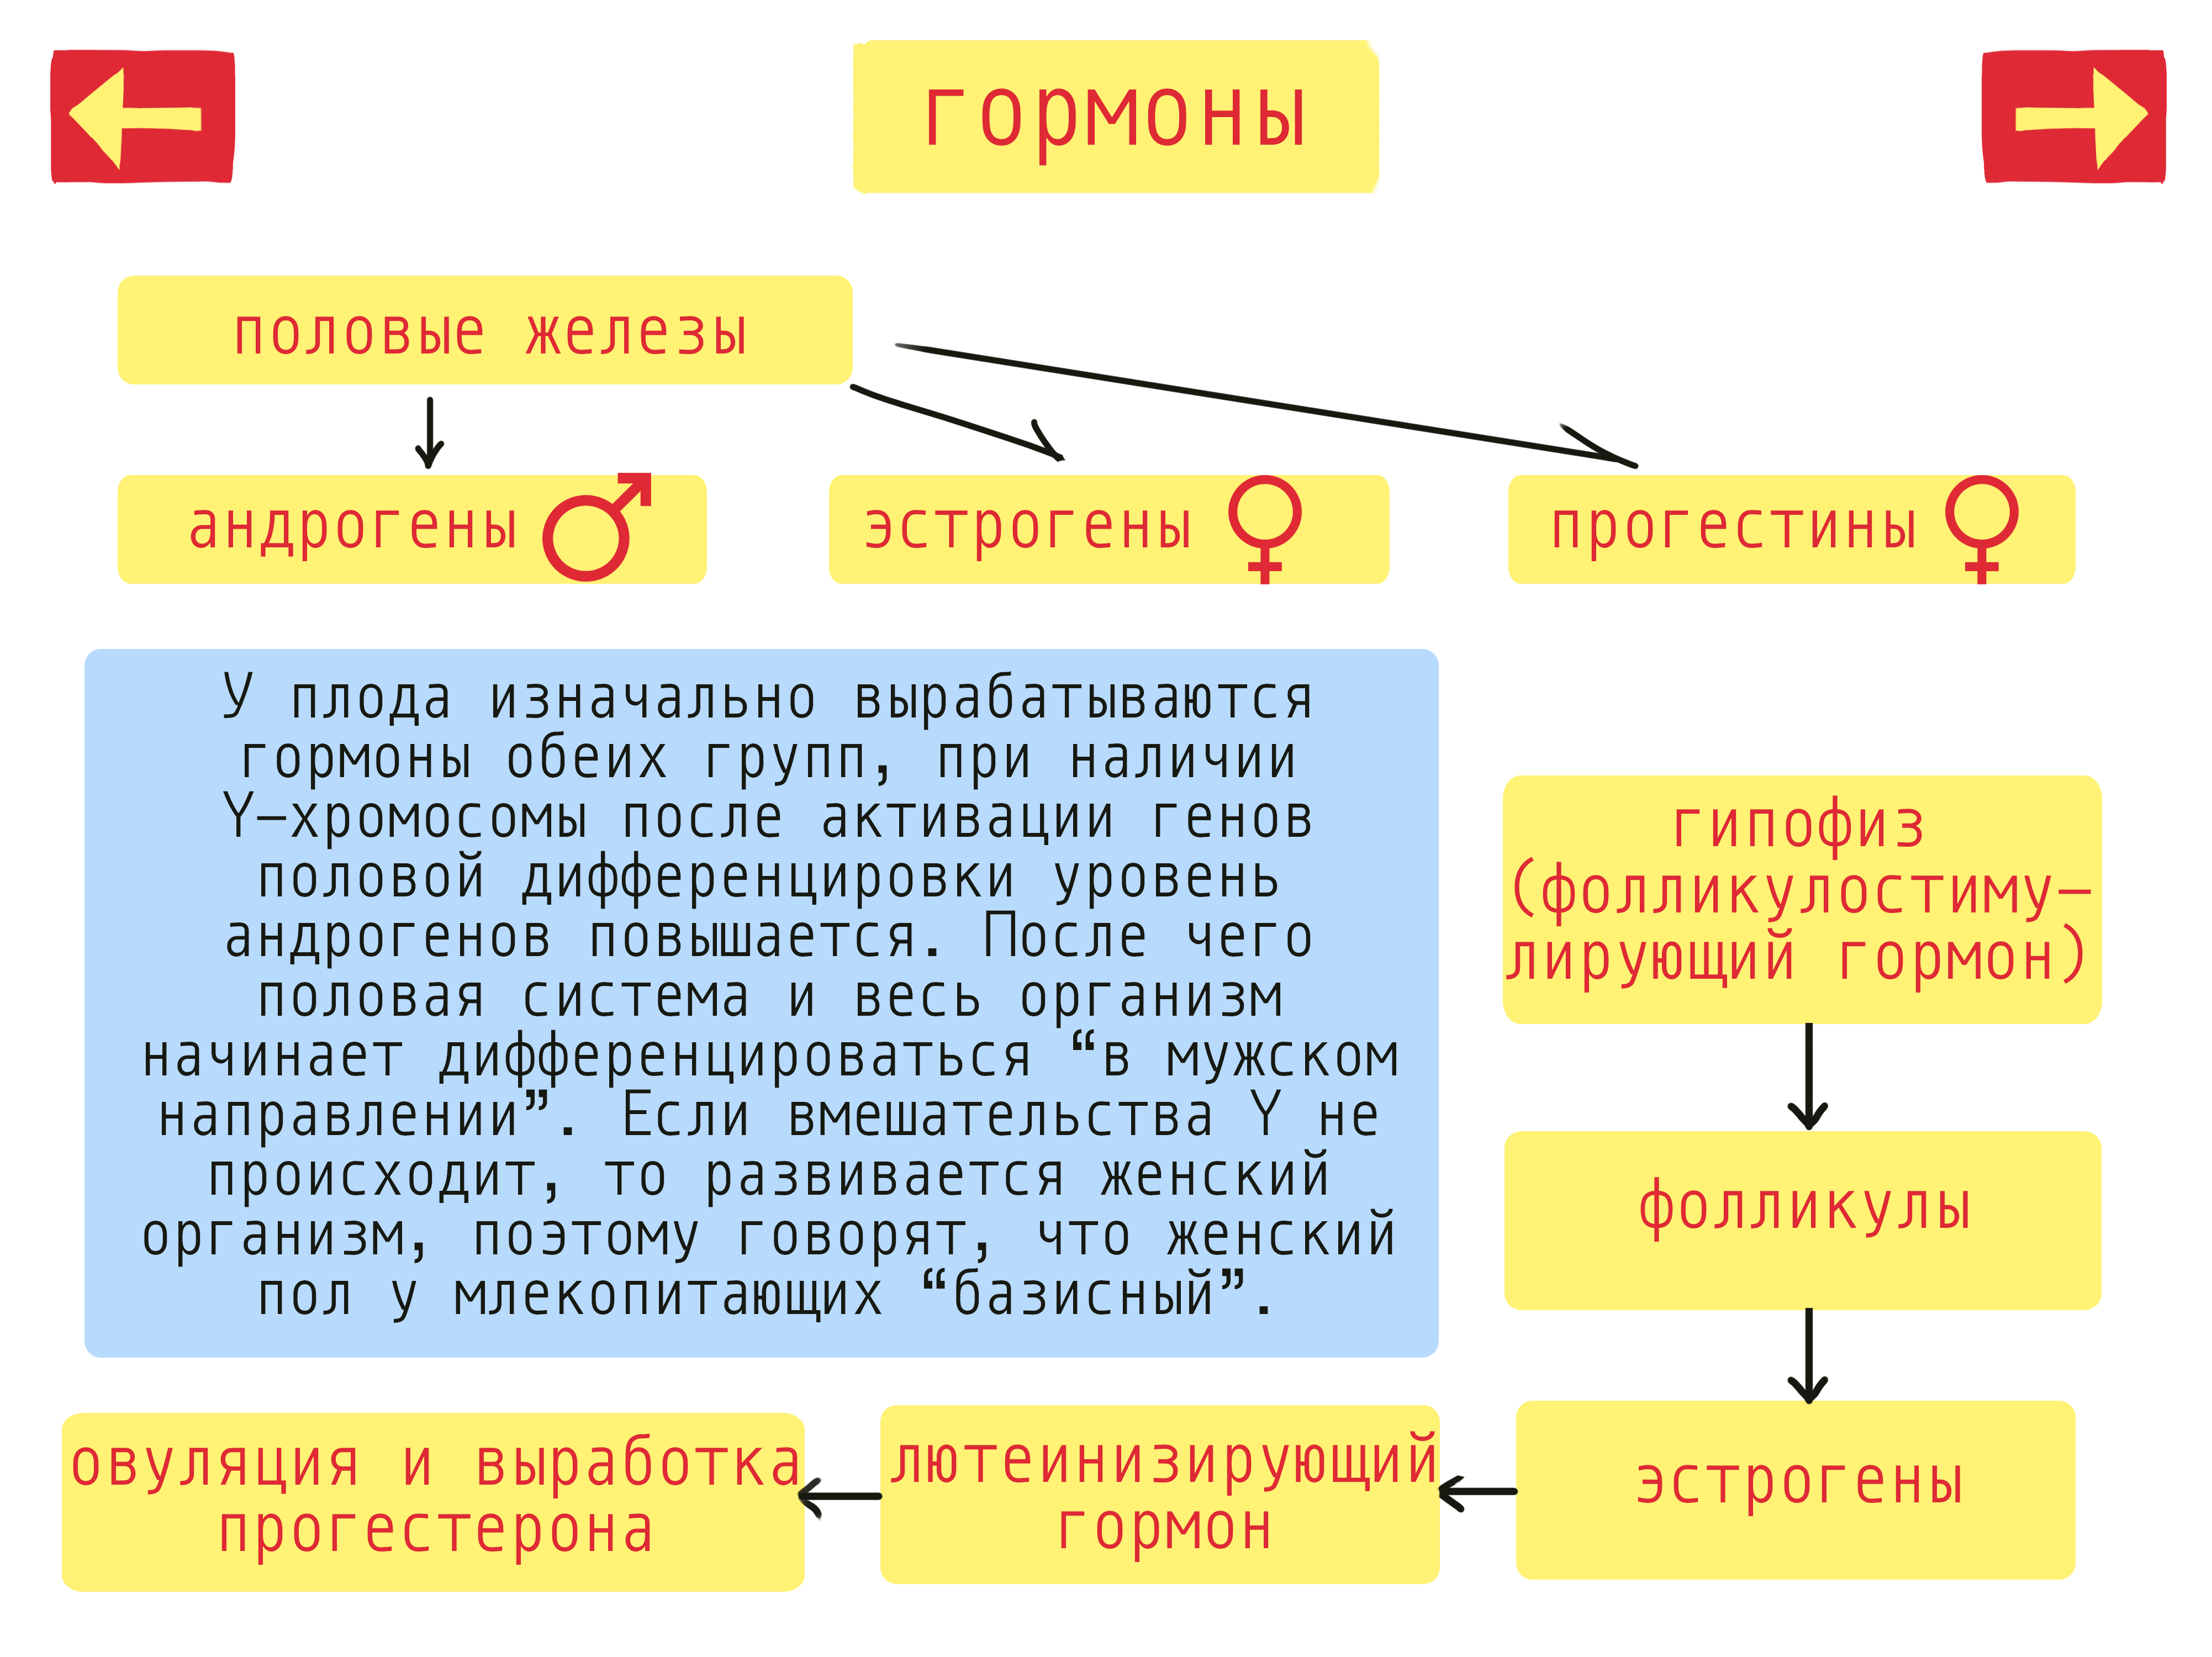 гормоны
половые железы
андрогены
эстрогены
прогестины
У плода изначально вырабатываются
гормоны обеих групп, при наличии
Y–хромосомы после активации генов
половой дифференцировки уровень
андрогенов повышается. После чего
половая система и весь организм
начинает дифференцироваться “в мужском
направлении”. Если вмешательства Y не
происходит, то развивается женский
организм, поэтому говорят, что женский
пол у млекопитающих “базисный”.
гипофиз
(фолликулостиму–
лирующий гормон)
фолликулы
эстрогены
лютеинизирующий
гормон
овуляция и выработка
прогестерона